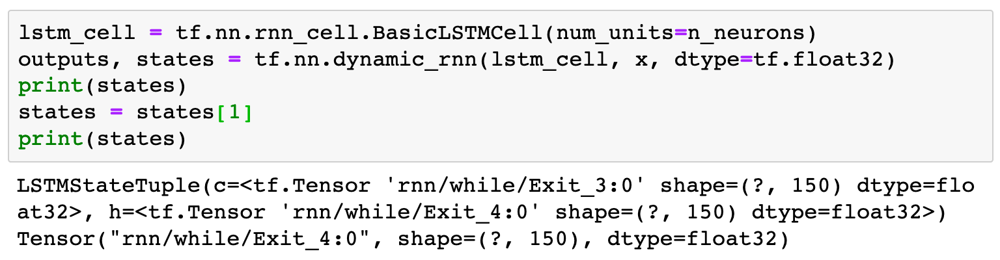 lstm_cell = tf.nn.rnn_cell.BasicLSTMCell(num_units=n_neurons)
outputs, states = tf.nn.dynamic_rnn(lstm_cell, x, dtype=tf.float32)
print(states)
states = states[1]
print(states)
LSTMStateTuple(c=<tf.Tensor 'rnn/while/Exit_3:0' shape=(?, 150) dtype=flo
at32>, h=<tf.Tensor 'rnn/while/Exit_4:0' shape=(?, 150) dtype=float32>)
Tensor("rnn/while/Exit_4:0", shape=(?, 150), dtype=float32)